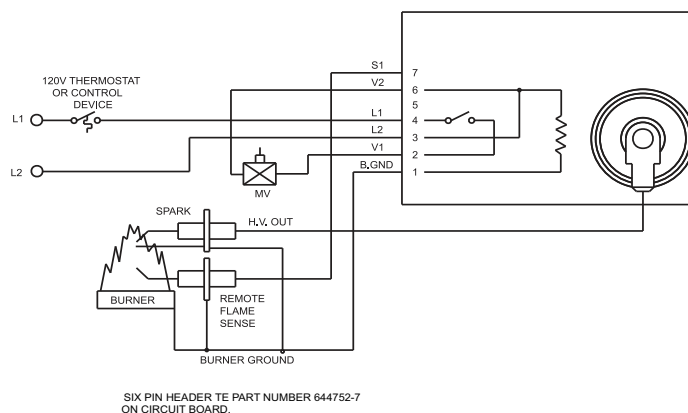 120V THERMOSTAT
OR CONTROL
DEVICE
L1
L2
S1
V2
L1
L2
V1
B.GND
7
6
5
4
3
2
1
MV
SPARK
H.V. OUT
BURNER
REMOTE
FLAME
SENSE
BURNER GROUND
SIX PIN HEADER TE PART NUMBER 644752-7
ON CIRCUIT BOARD.